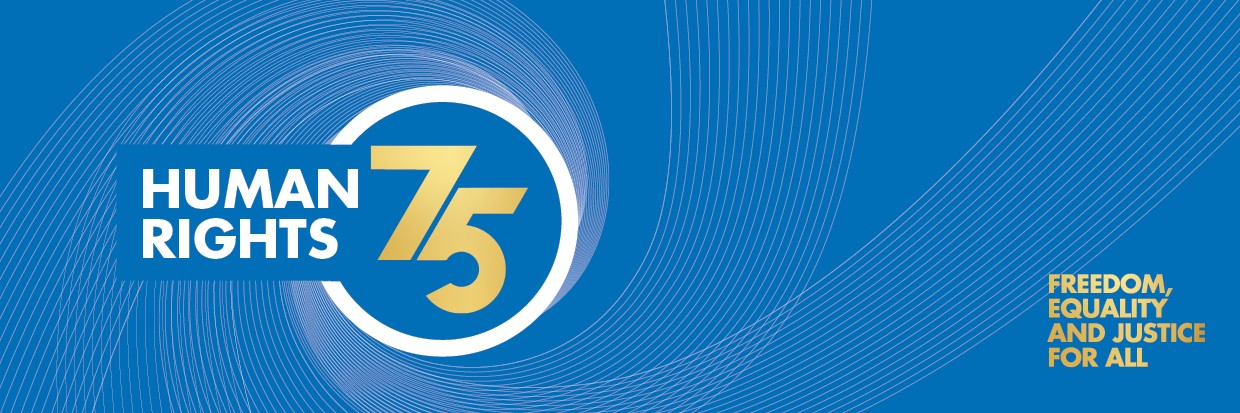 HUMAN
RIGHTS
75
FREEDOM,
EQUALITY
AND JUSTICE
FOR ALL